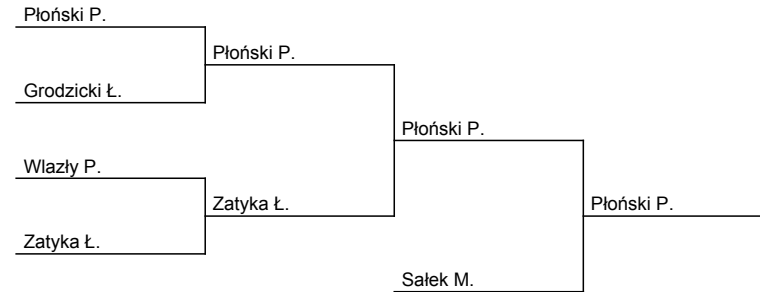 Płoński P.
Płoński P.
Grodzicki Ł.
Płoński P.
Wlazły P.
Zatyka Ł.
Płoński P.
Zatyka Ł.
Sałek M.